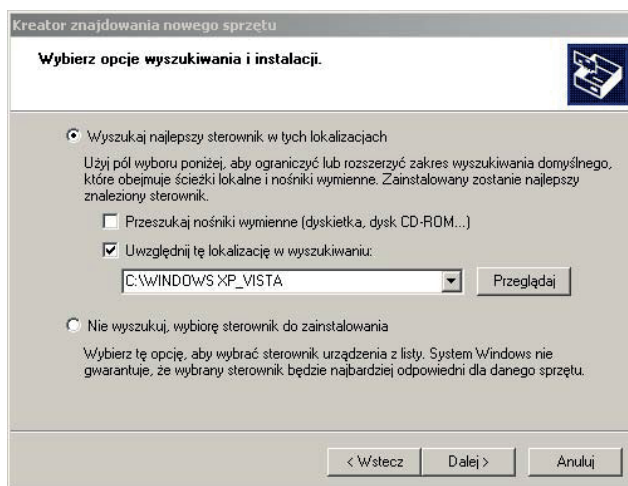 Kreator znajdowania nowego sprzętu
Wybierz opcje wyszukiwania i instalacji.
Wyszukaj najlepszy sterownik w tych lokalizacjach
Użyj pól wyboru poniżej, aby ograniczyć lub rozszerzyć zakres wyszukiwania domyślnego,
które obejmuje ścieżki lokalne i nośniki wymienne. Zainstalowany zostanie najlepszy
znaleziony sterownik.
Przeszukaj nośniki wymienne (dyskietka, dysk CD-ROM...)
Uwzględnij tę lokalizację w wyszukiwaniu:
C:\WINDOWS XP_VISTA
Przeglądaj
Nie wyszukuj, wybiorę sterownik do zainstalowania
Wybierz tę opcję, aby wybrać sterownik urządzenia z listy. System Windows nie
gwarantuje, że wybrany sterownik będzie najbardziej odpowiedni dla danego sprzętu.
< Wstecz Dalej > Anuluj